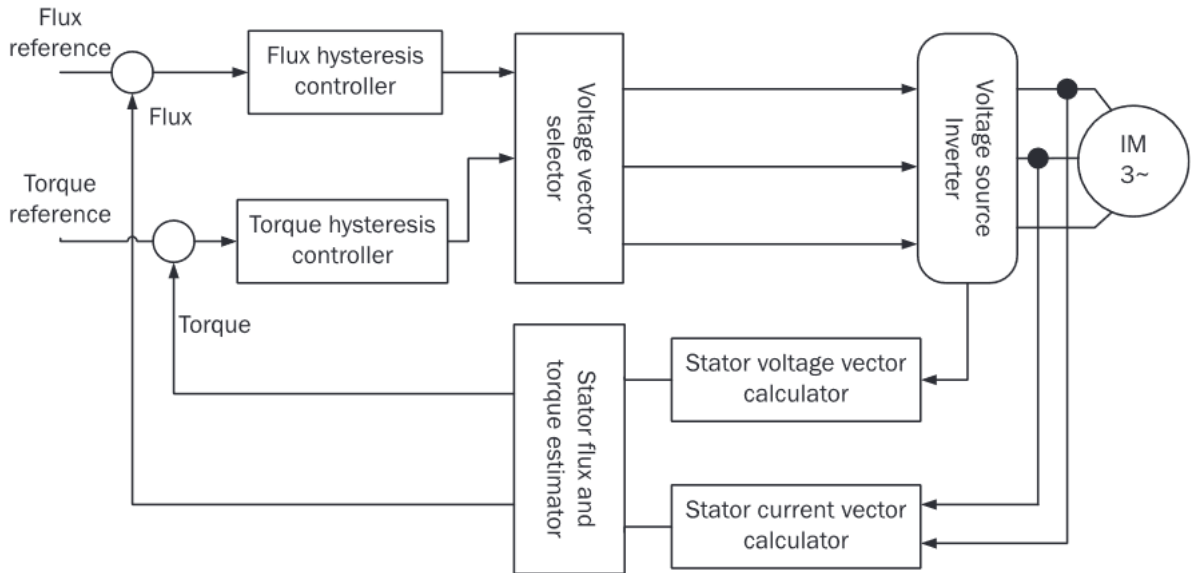 Flux
reference
Flux hysteresis
controller
Flux
Voltage vector
selector
Voltage source
Inverter
IM
3~
Torque
reference
Torque hysteresis
controller
Torque
Stator flux and
torque estimator
Stator voltage vector
calculator
Stator current vector
calculator